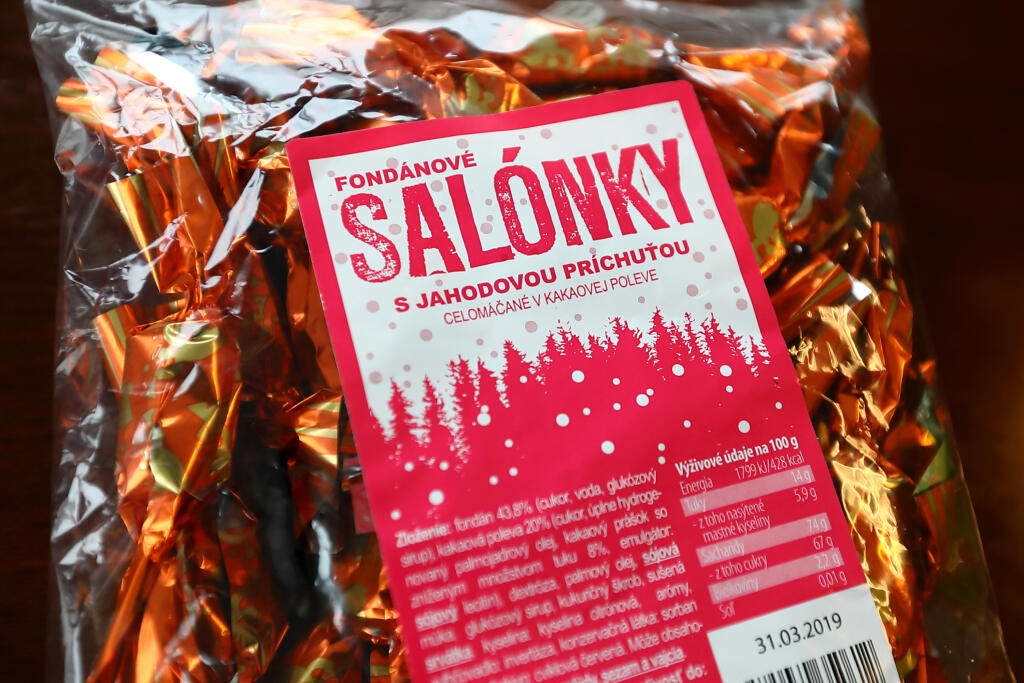 FONDÁNOVÉ
SALÓNKY
S JAHODOVOU PRÍCHUŤOU
CELOMÁČANÉ V KAKAOVEJ POLEVE
Zloženie: fondán 43,8% (cukor, voda, glukózový
sirup), kakaová poleva 20% (cukor, úplne hydroge-
novaný palmojadrový olej, kakaový prášok so
zníženým množstvom tuku 8%, emulgátor:
sójový lecitín), dextróza, palmový olej, sójová
múka, glukózový sirup, kukuričný škrob, sušená
srvátka, kyselina: kyselina citrónová, arómy,
invertáza, konzervačná látka: sorban
cviklová červená. Môže obsaho-
sezam a vajcia
do:
Výživové údaje na 100 g
Energia 1799 kJ/428 kcal
Tuky 14 g
- z toho nasýtené 5,9 g
mastné kyseliny
Sacharidy 74 g
- z toho cukry 67 g
Bielkoviny 2,2 g
Soľ 0,01 g
31.03.2019